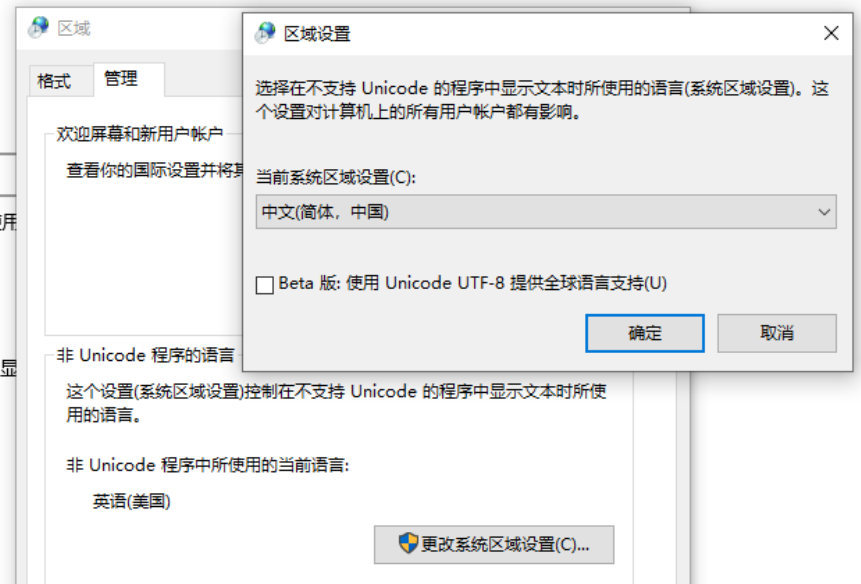 区域
区域设置
格式
管理
选择在不支持 Unicode 的程序中显示文本时所使用的语言(系统区域设置)。这
个设置对计算机上的所有用户帐户都有影响。
欢迎屏幕和新用户帐户
查看你的国际设置并将其
当前系统区域设置(C):
中文(简体，中国)
用
Beta 版: 使用 Unicode UTF-8 提供全球语言支持(U)
确定
取消
非 Unicode 程序的语言
显
这个设置(系统区域设置)控制在不支持 Unicode 的程序中显示文本时所使
用的语言。
非 Unicode 程序中所使用的当前语言:
英语(美国)
更改系统区域设置(C)...